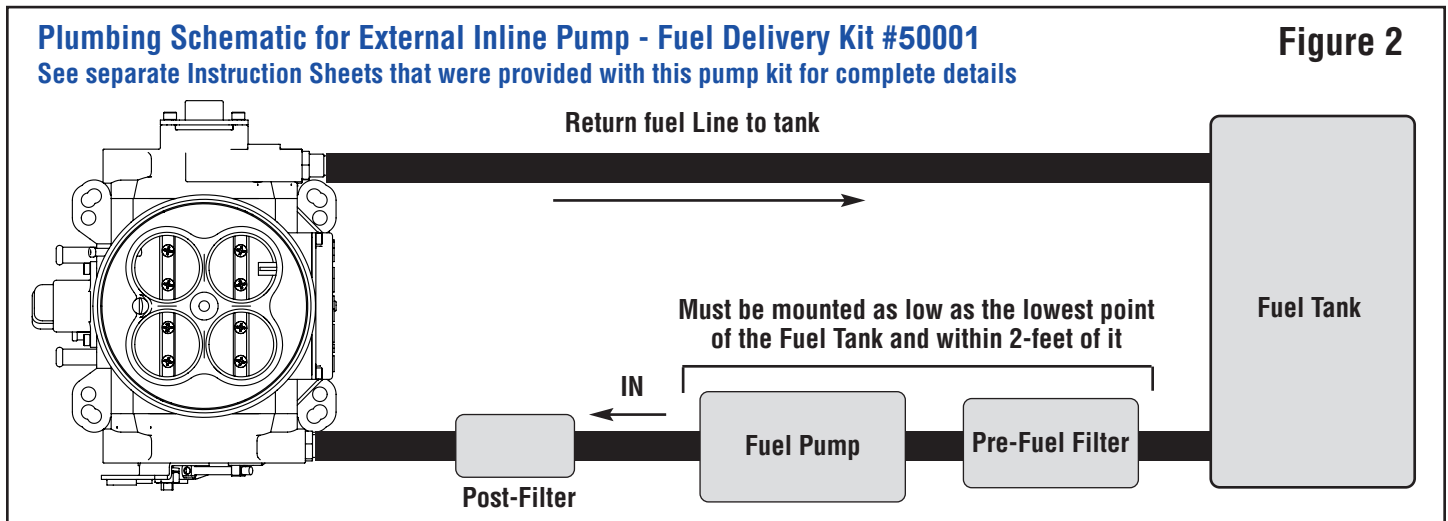 Plumbing Schematic for External Inline Pump - Fuel Delivery Kit #50001
See separate Instruction Sheets that were provided with this pump kit for complete details
Figure 2
Return fuel Line to tank
Fuel Tank
Must be mounted as low as the lowest point
of the Fuel Tank and within 2-feet of it
IN
Fuel Pump
Pre-Fuel Filter
Post-Filter